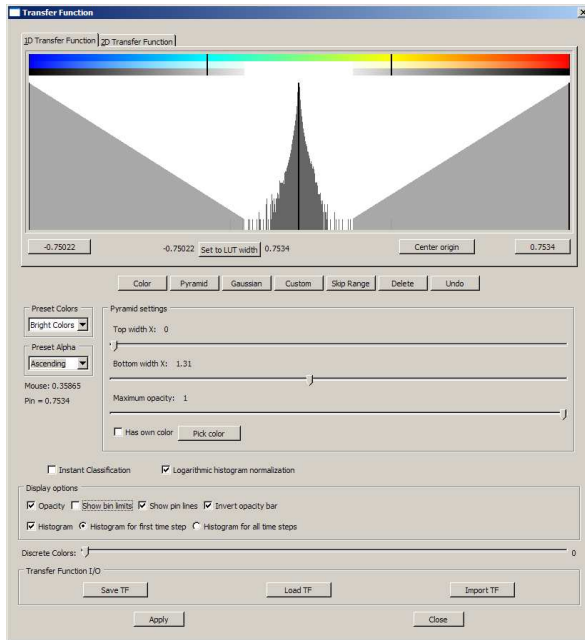 Transfer Function
1D Transfer Function 2D Transfer Function
-0.75022 -0.75022 Set to LUT width 0.7534 Center origin 0.7534
Color Pyramid Gaussian Custom Skip Range Delete Undo
Preset Colors
Bright Colors
Preset Alpha
Ascending
Mouse: 0.35865
Pin = 0.7534
Pyramid settings
Top width X: 0
Bottom width X: 1.31
Maximum opacity: 1
Has own color Pick color
Instant Classification Logarithmic histogram normalization
Display options
Opacity Show bin limits Show pin lines Invert opacity bar
Histogram Histogram for first time step Histogram for all time steps
Discrete Colors: 0
Transfer Function I/O
Save TF Load TF Import TF
Apply Close